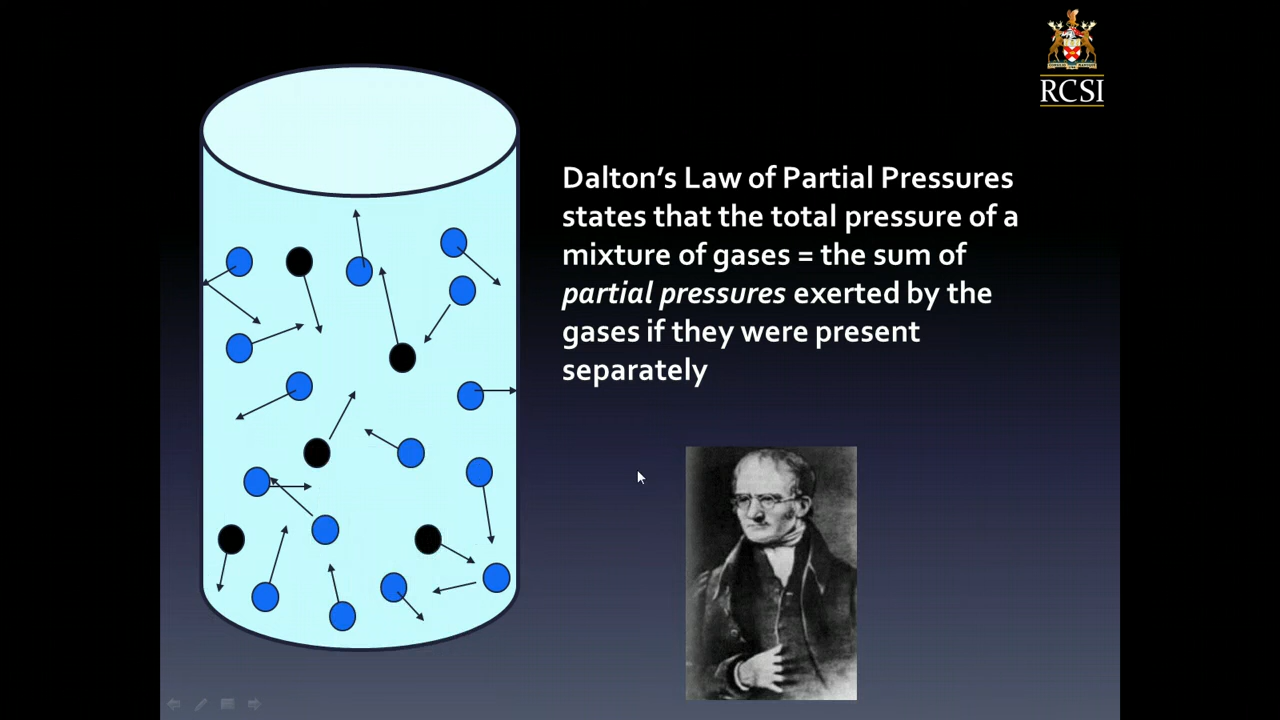 RCSI
Dalton’s Law of Partial Pressures
states that the total pressure of a
mixture of gases = the sum of
partial pressures exerted by the
gases if they were present
separately